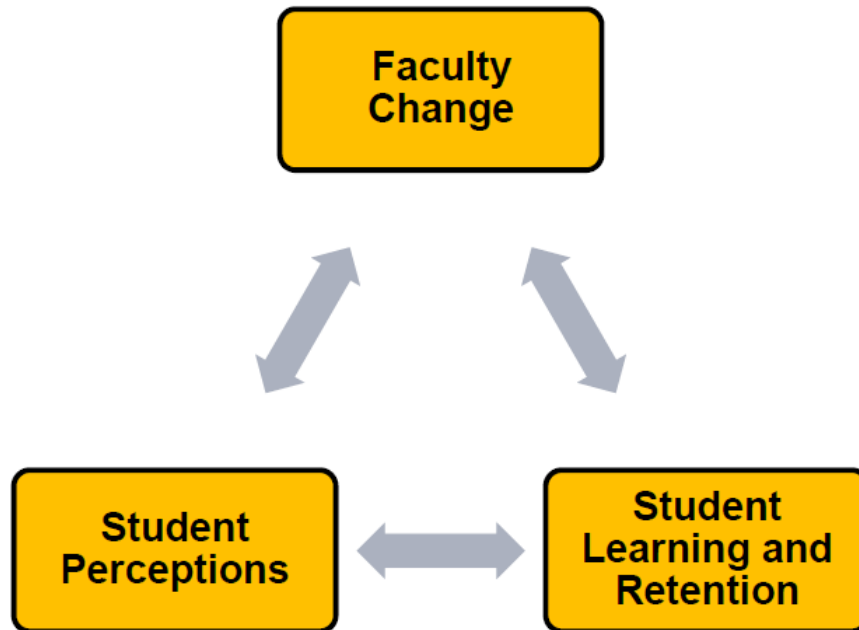 Faculty
Change
Student
Perceptions
Student
Learning and
Retention